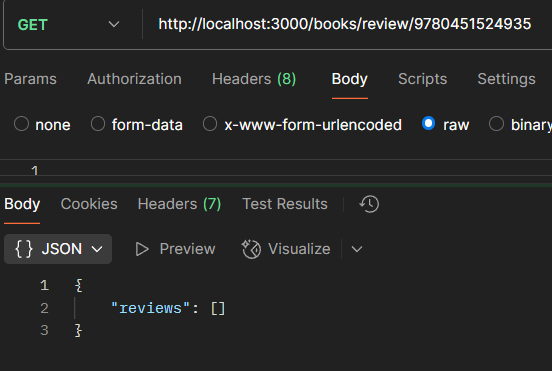 GET http://localhost:3000/books/review/9780451524935
Params Authorization Headers (8) Body Scripts Settings
none form-data x-www-form-urlencoded raw binary
1
Body Cookies Headers (7) Test Results
{} JSON Preview Visualize
1 {
2 "reviews": []
3 }